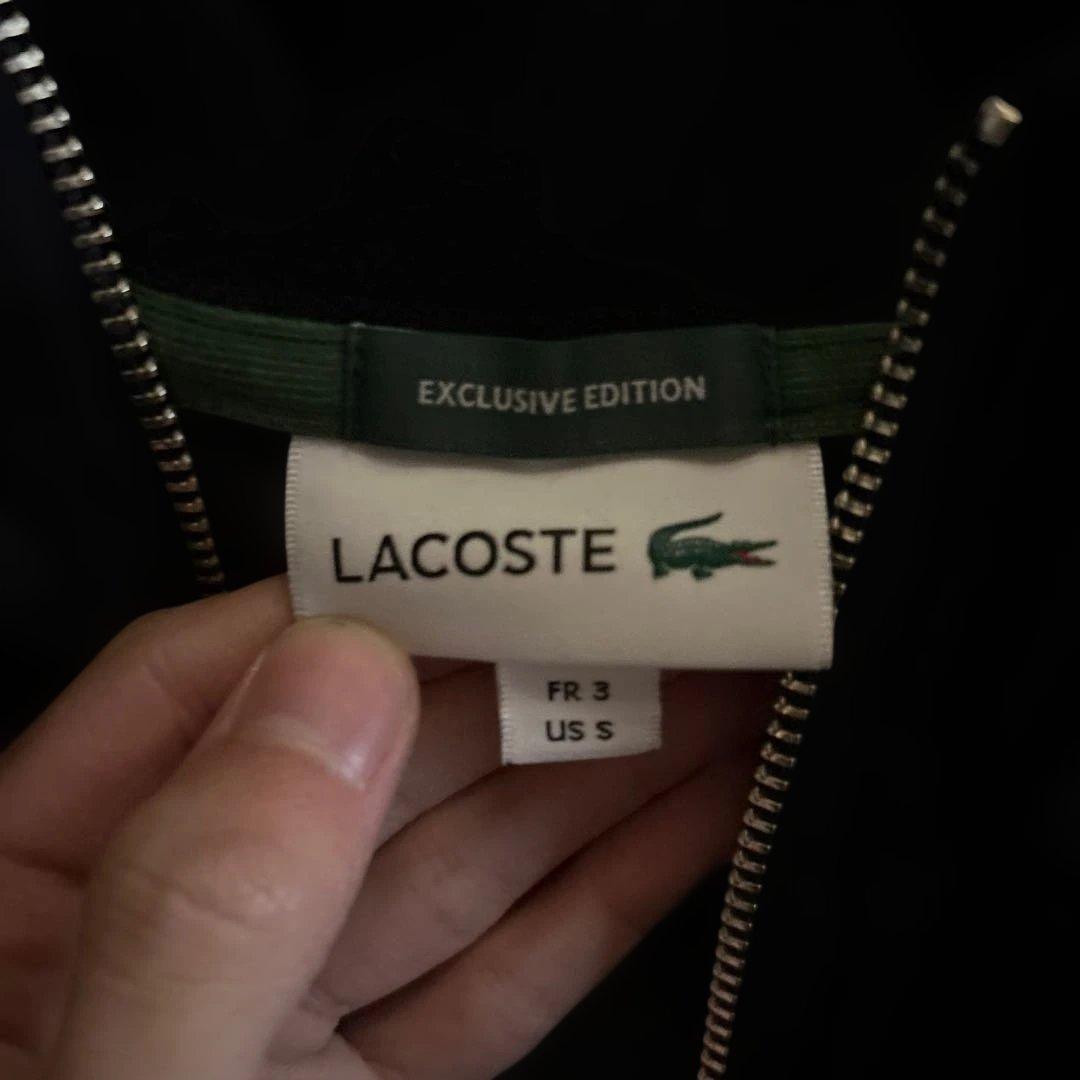 EXCLUSIVE EDITION
LACOSTE
FR 3
US S